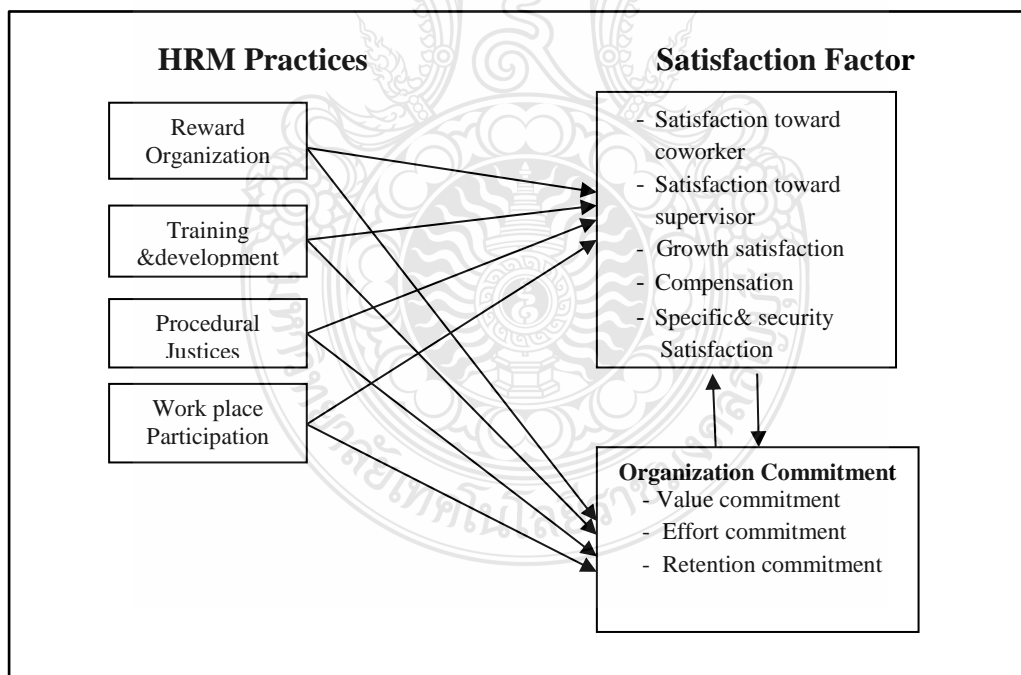 HRM Practices
Satisfaction Factor
Reward
Organization
Training
&development
Procedural
Justices
Work place
Participation
- Satisfaction toward
coworker
- Satisfaction toward
supervisor
- Growth satisfaction
- Compensation
- Specific& security
Satisfaction
Organization Commitment
- Value commitment
- Effort commitment
- Retention commitment